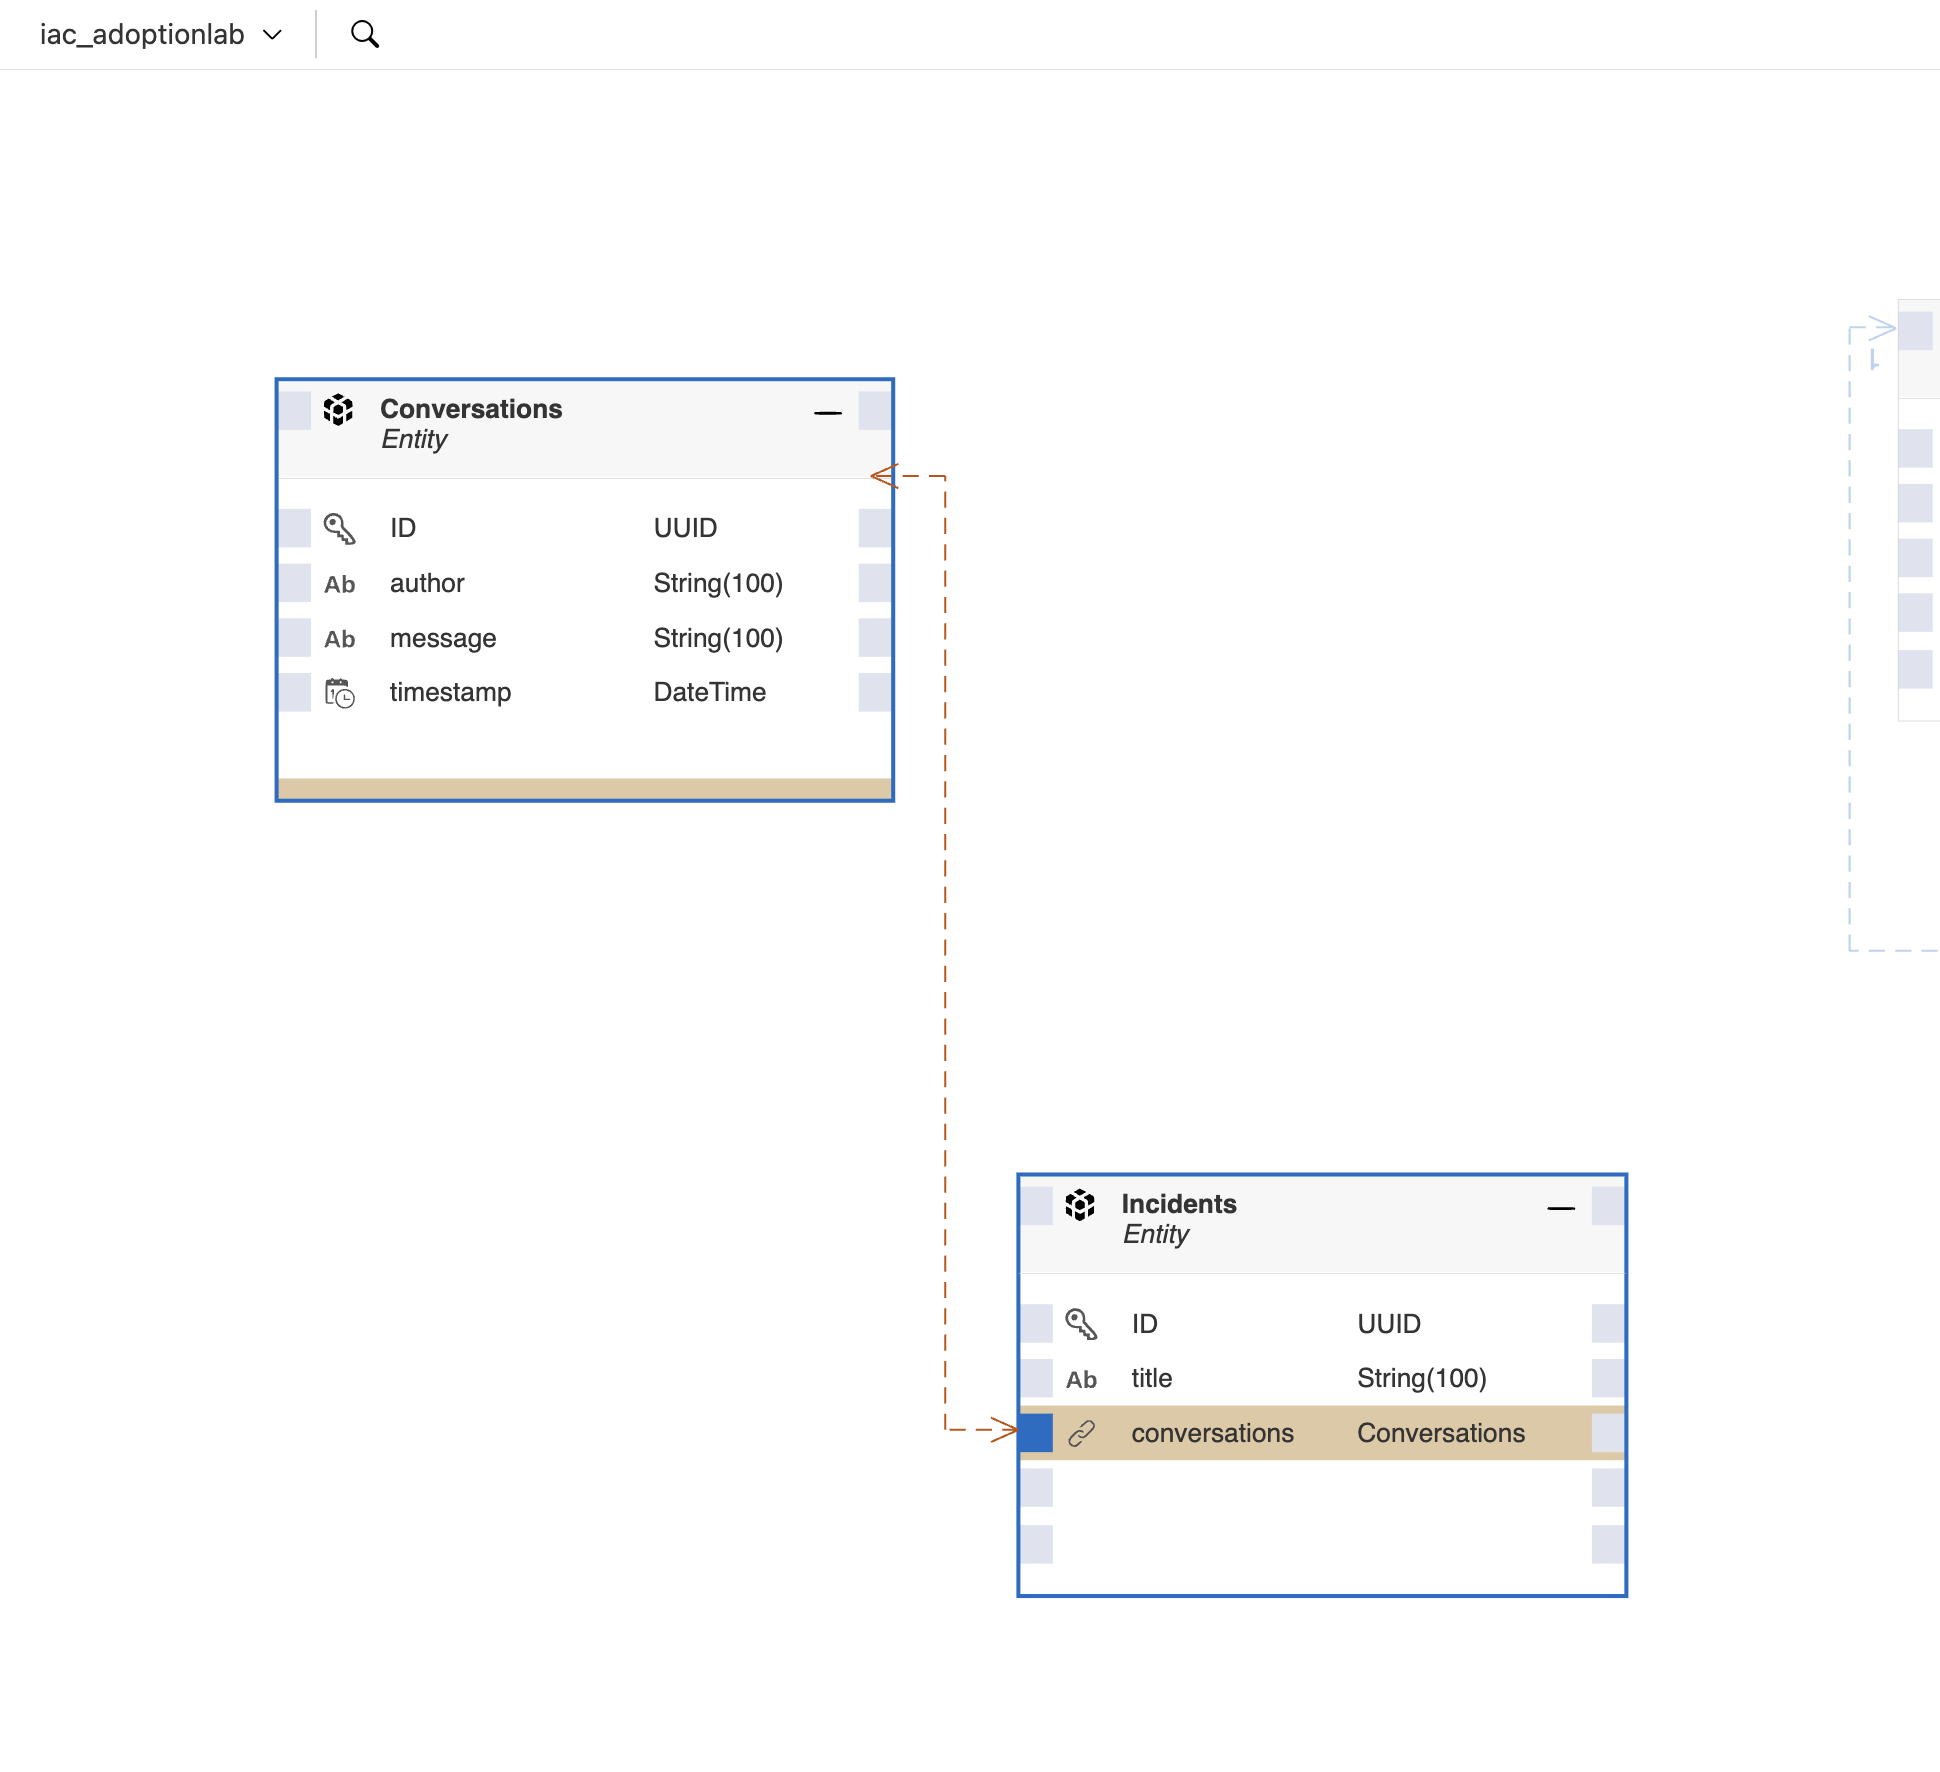 iac_adoptionlab
Conversations
Entity
ID UUID
Ab author String(100)
Ab message String(100)
timestamp DateTime
Incidents
Entity
ID UUID
Ab title String(100)
conversations Conversations